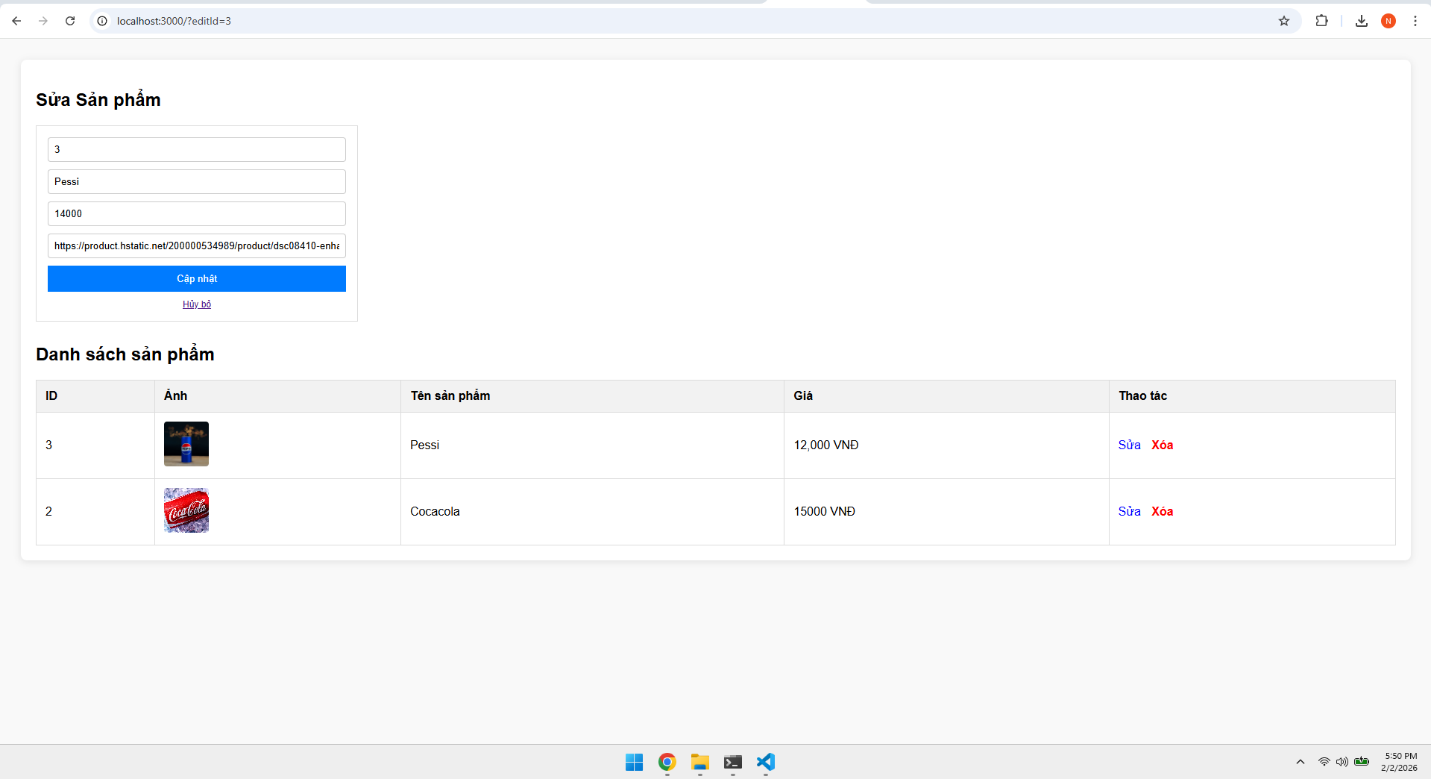 localhost:3000/?editId=3
N
Sửa Sản phẩm
3
Pessi
14000
https://product.hstatic.net/200000534989/product/dsc08410-enha
Cập nhật
Hủy bỏ
Danh sách sản phẩm
ID Ảnh Tên sản phẩm Giá Thao tác
3 Pessi 12,000 VNĐ Sửa Xóa
2 Coca-Cola Cocacola 15000 VNĐ Sửa Xóa
5:50 PM
2/2/2026